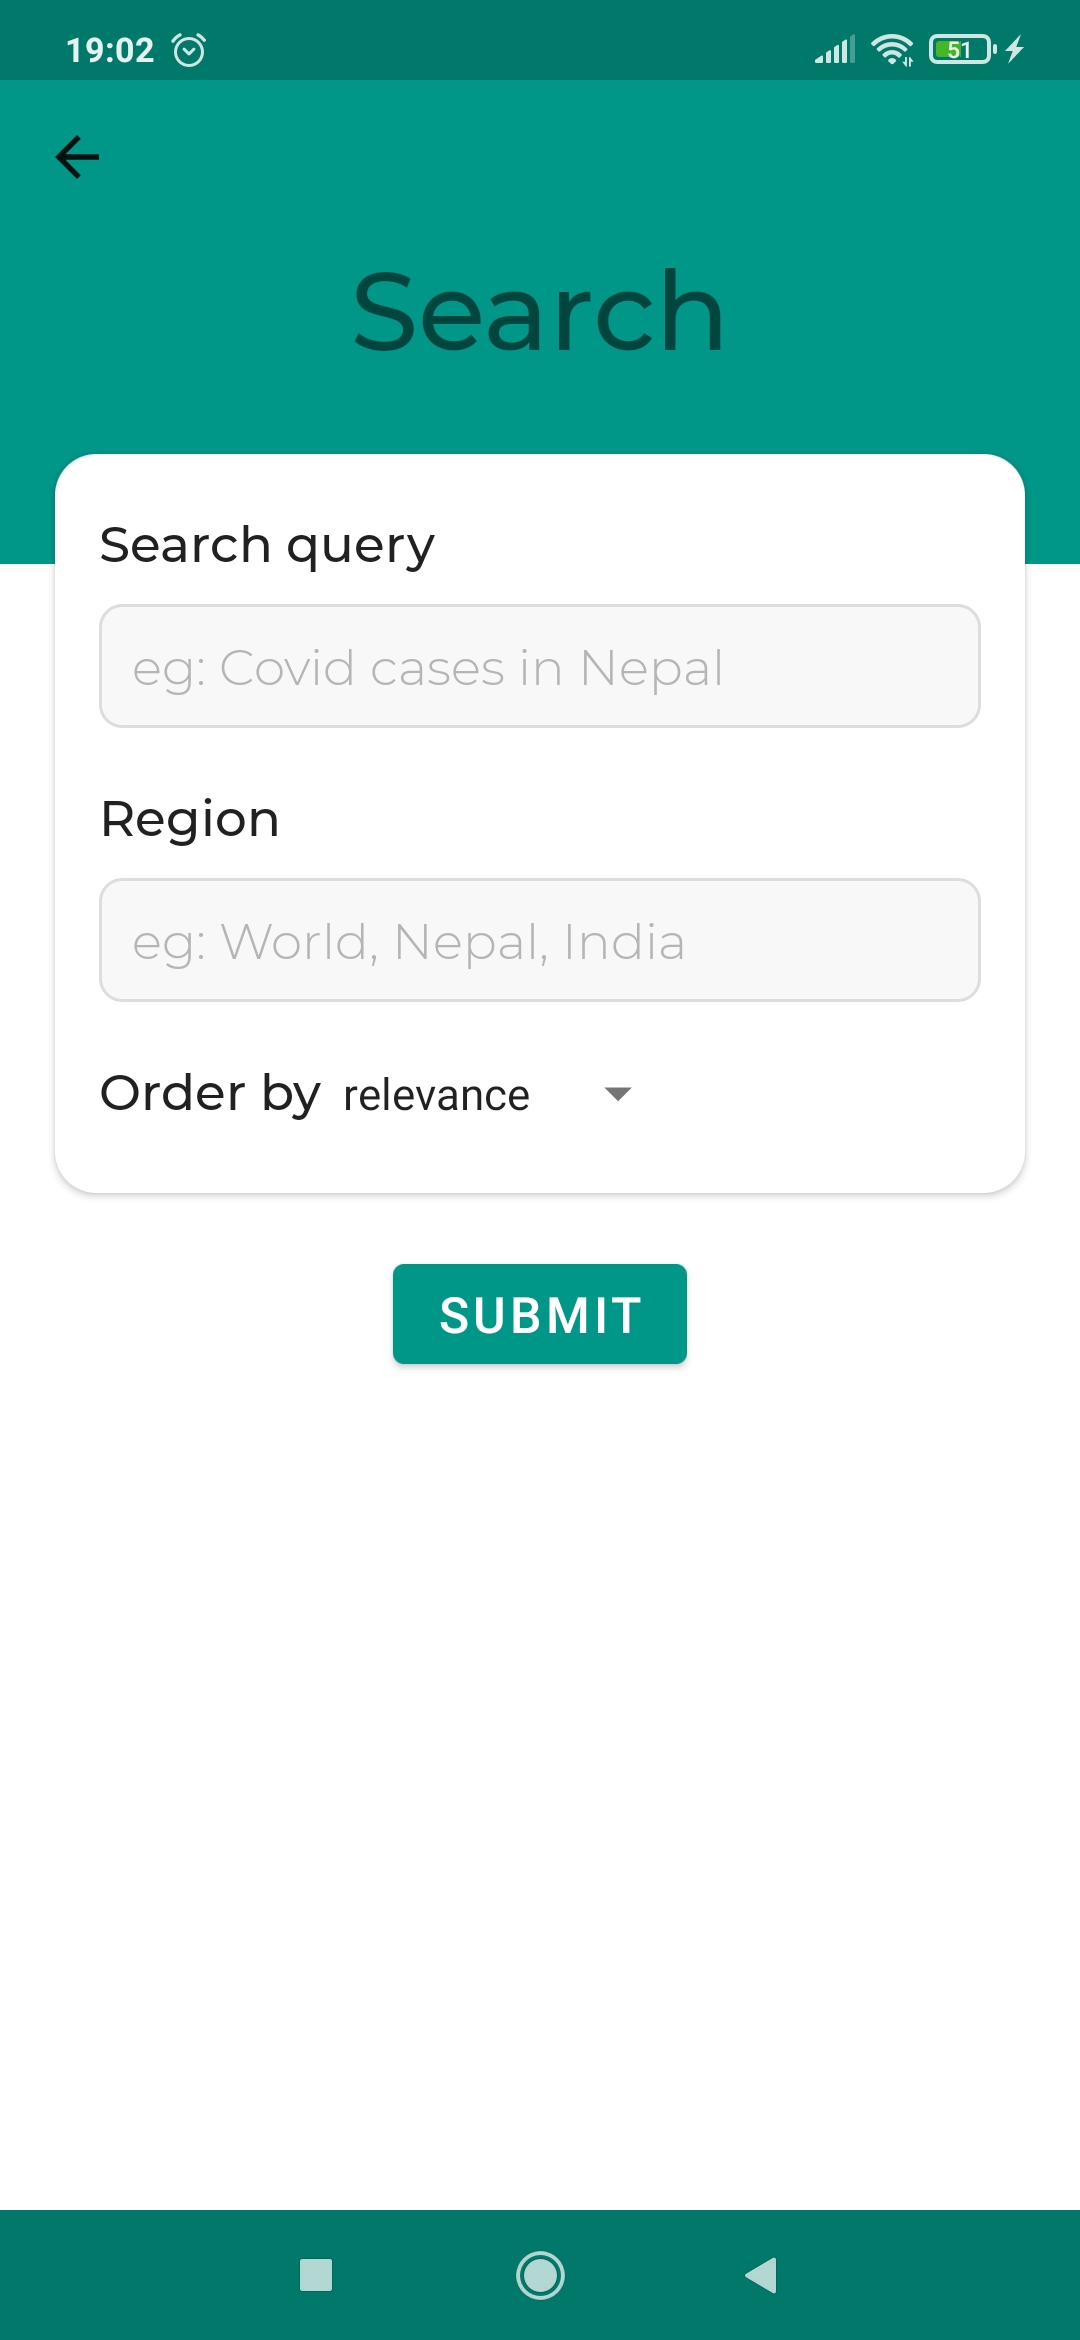 19:02
51
Search
Search query
eg: Covid cases in Nepal
Region
eg: World, Nepal, India
Order by relevance
SUBMIT